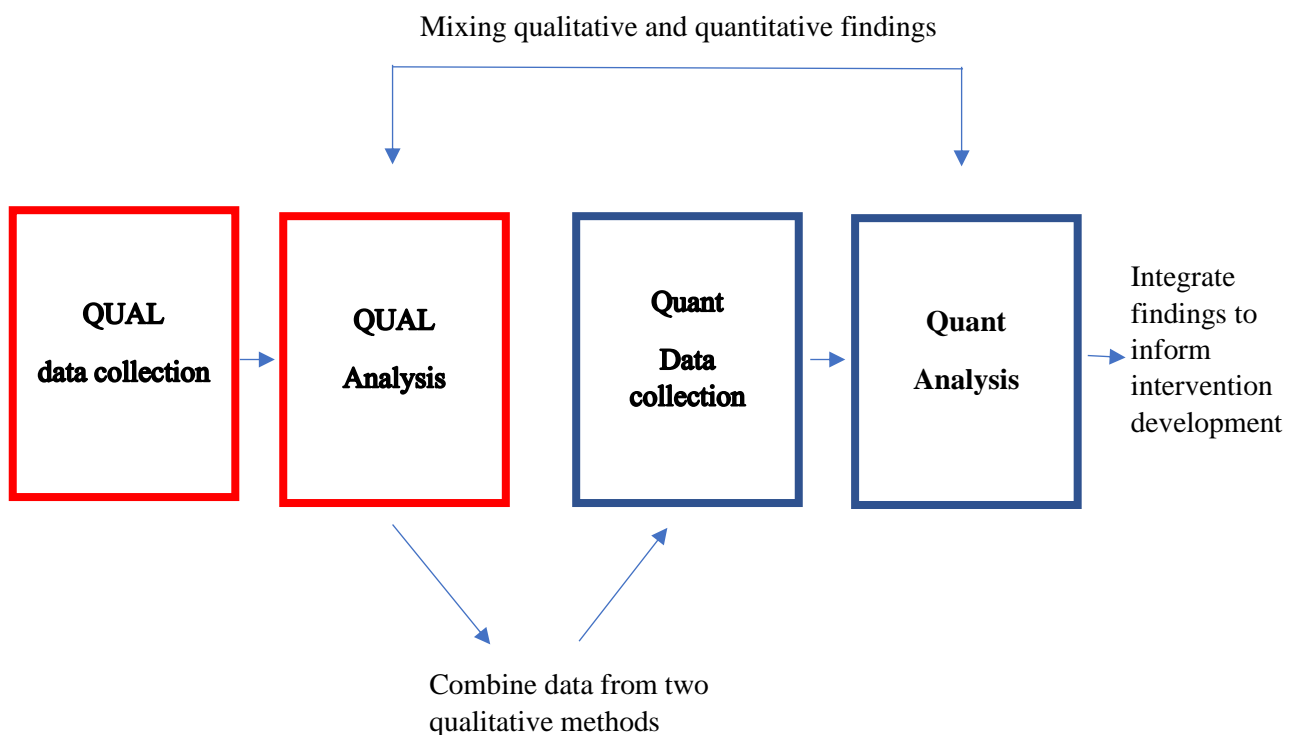 Mixing qualitative and quantitative findings
QUAL
data collection
QUAL
Analysis
Quant
Data
collection
Quant
Analysis
Integrate
findings to
inform
intervention
development
Combine data from two
qualitative methods